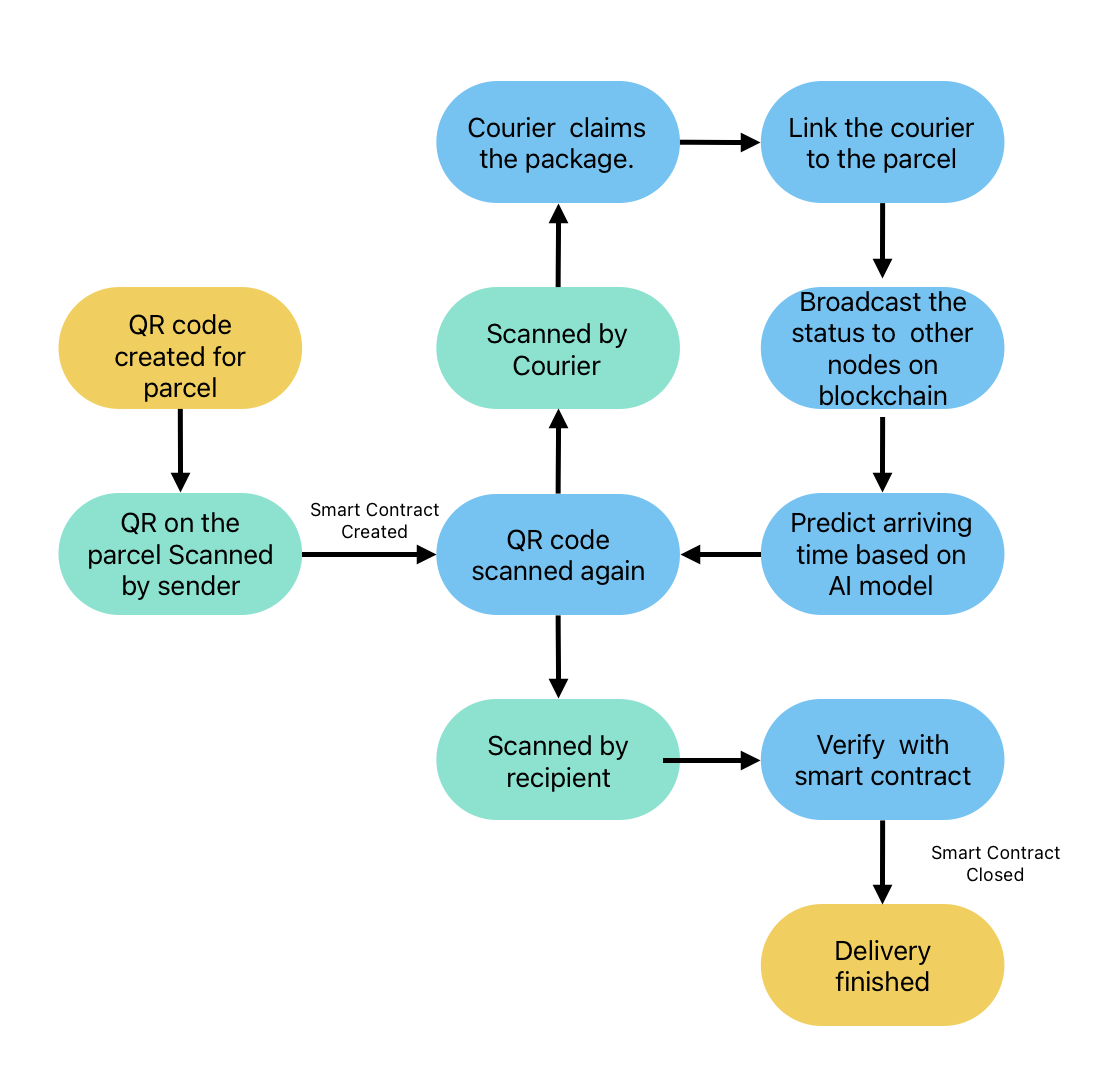 Courier  claims
the package.
Link the courier
to the parcel
QR code
created for
parcel
Scanned by
Courier
Broadcast the
status to  other
nodes on
blockchain
QR on the
parcel Scanned
by sender
Smart Contract
Created
QR code
scanned again
Predict arriving
time based on
AI model
Scanned by
recipient
Verify  with
smart contract
Smart Contract
Closed
Delivery
finished